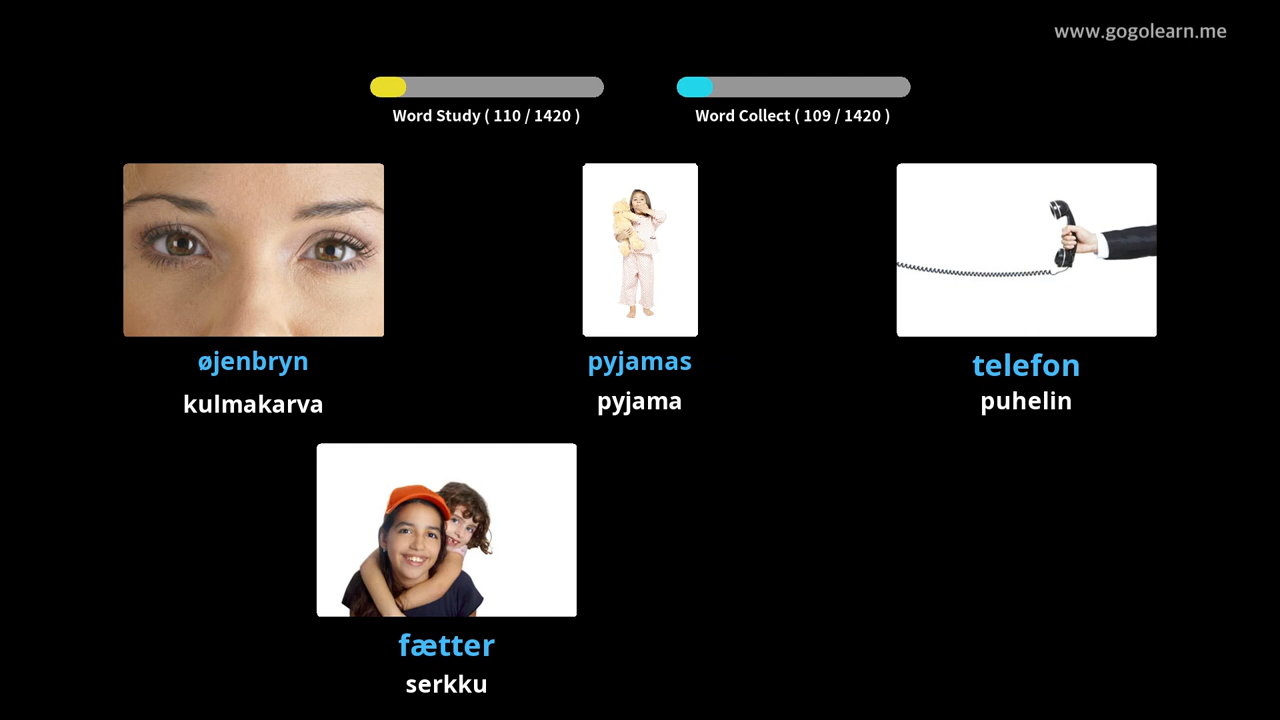 www.gogolearn.me
Word Study ( 110 / 1420 )
Word Collect ( 109 / 1420 )
øjenbryn
kulmakarva
pyjamas
pyjama
telefon
puhelin
fætter
serkku